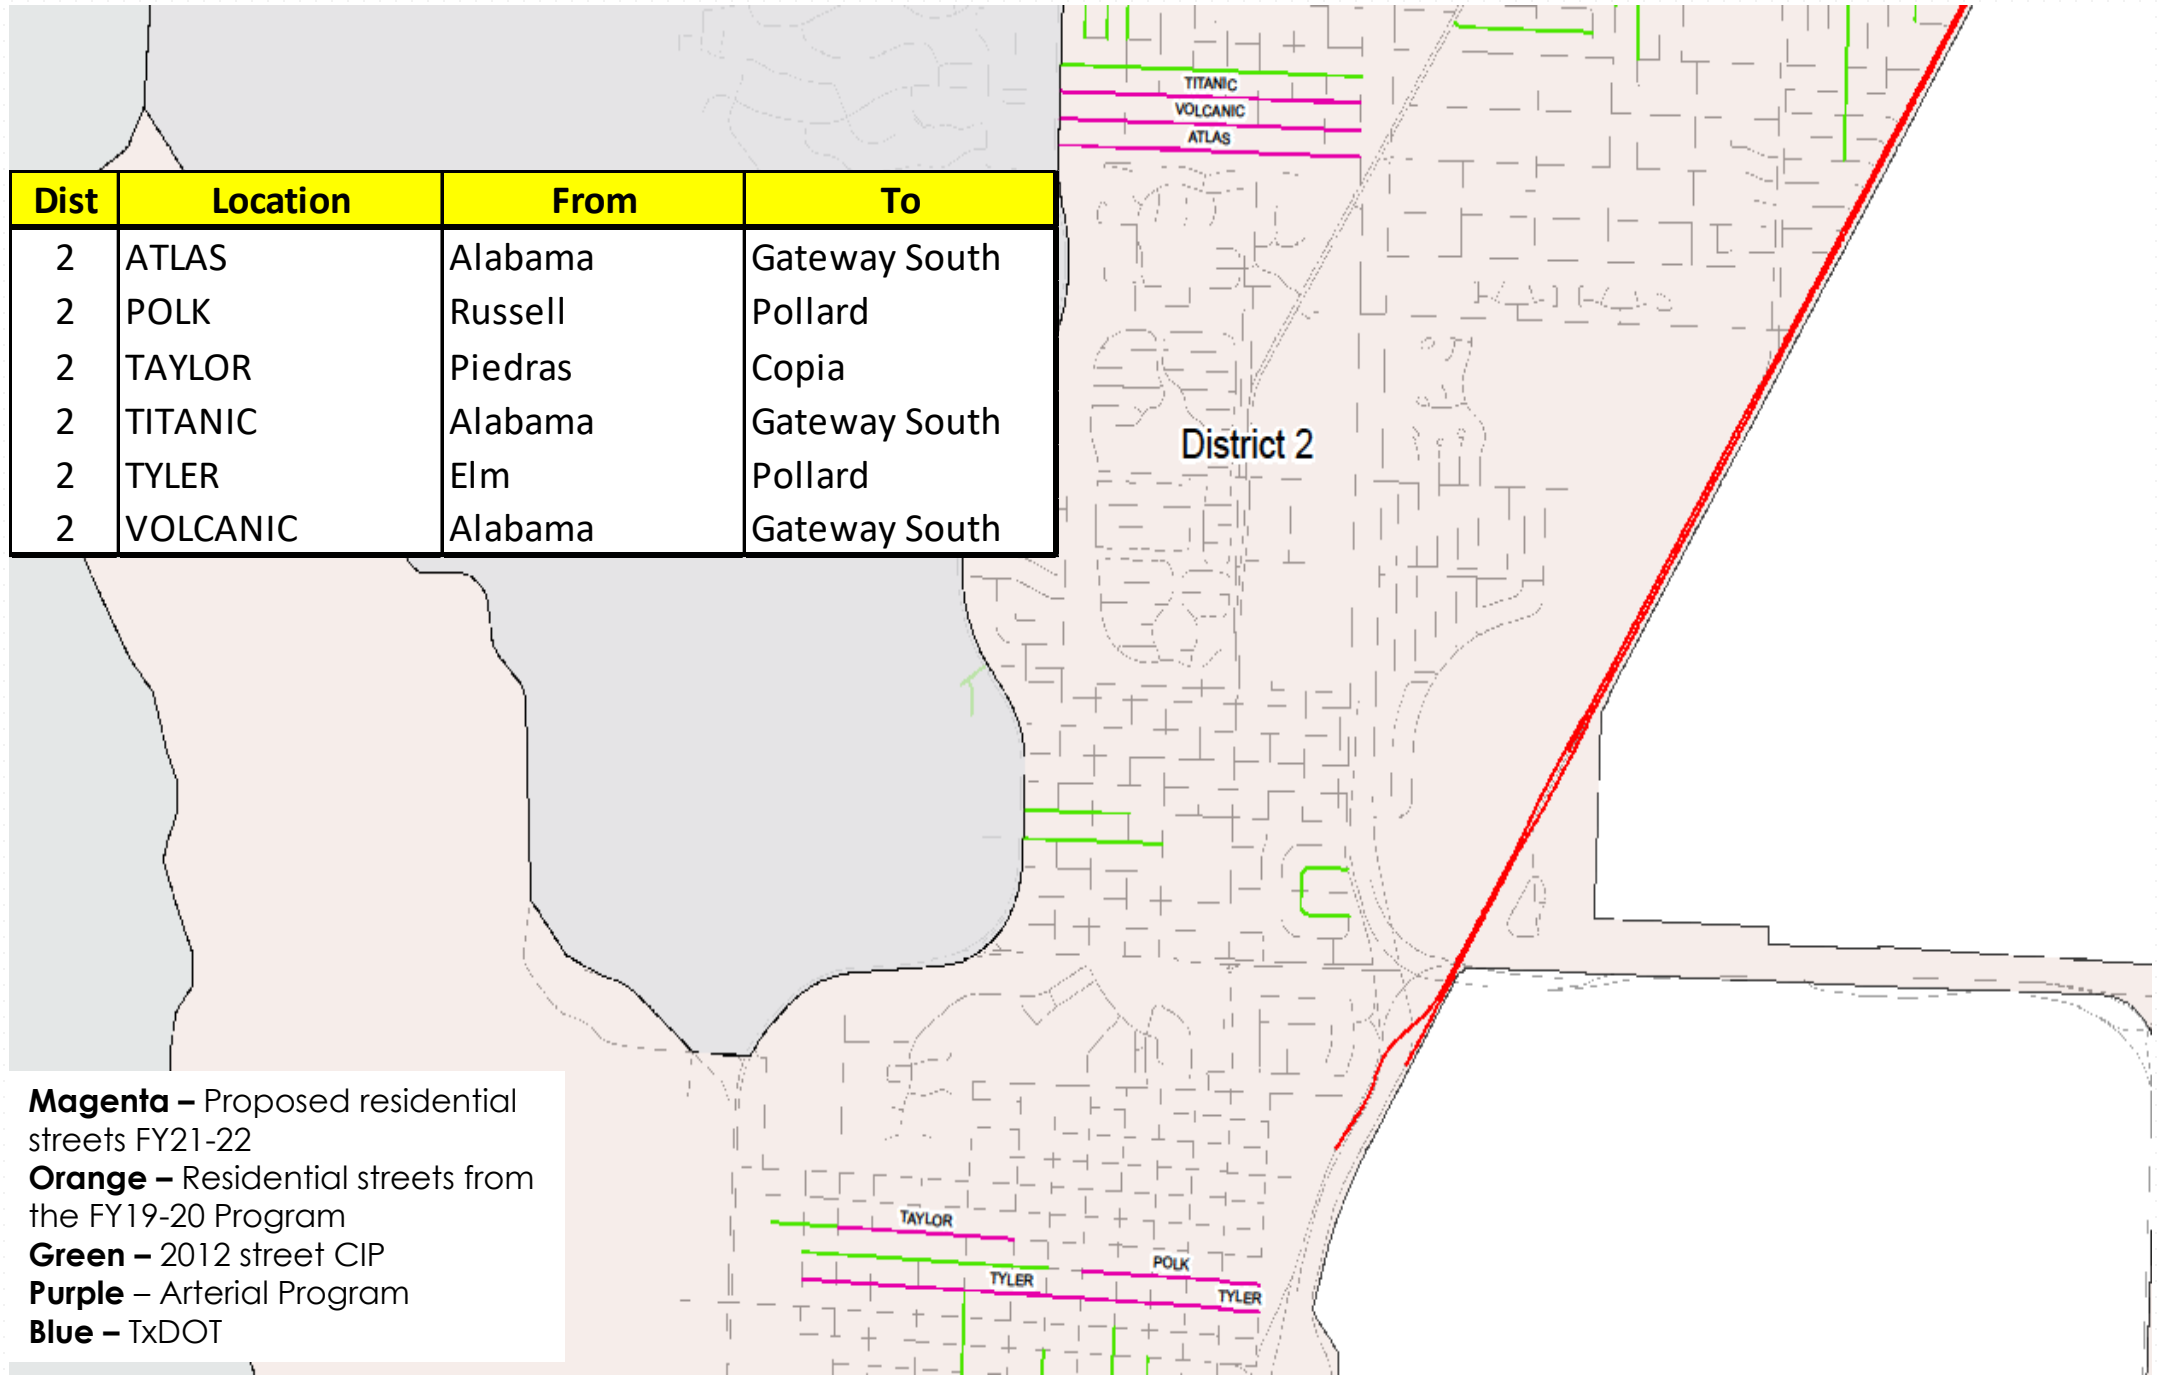 TITANIC
VOLCANIC
ATLAS
Dist Location From To
2 ATLAS Alabama Gateway South
2 POLK Russell Pollard
2 TAYLOR Piedras Copia
2 TITANIC Alabama Gateway South
2 TYLER Elm Pollard
2 VOLCANIC Alabama Gateway South
District 2
Magenta – Proposed residential
streets FY21-22
Orange – Residential streets from
the FY19-20 Program
Green – 2012 street CIP
Purple – Arterial Program
Blue – TxDOT
TAYLOR
POLK
TYLER
TYLER